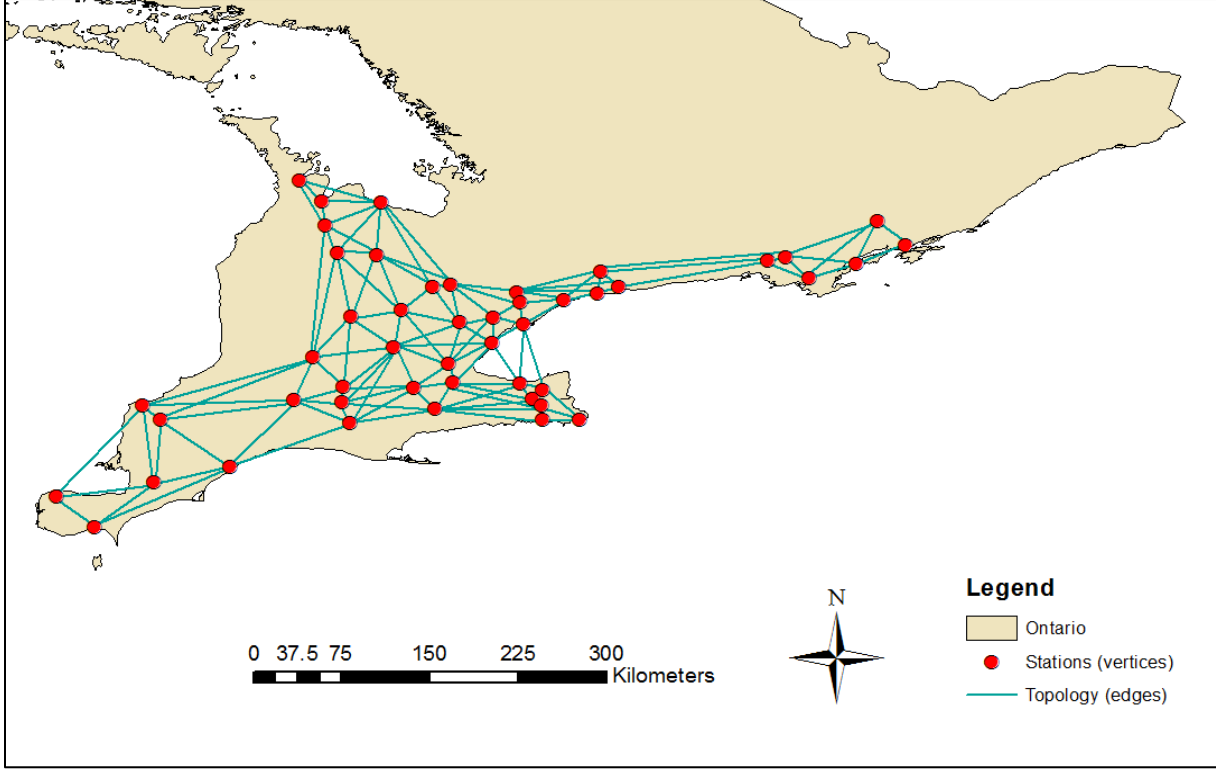 Legend
N
Ontario
0 37.5 75 150 225 300
Stations (vertices)
Kilometers
Topology (edges)